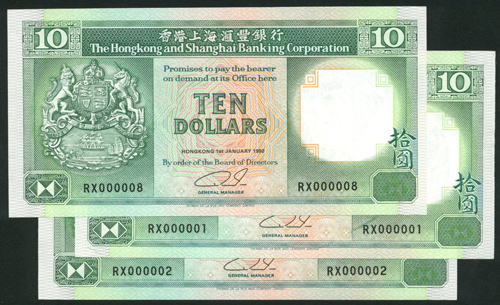 10
香港上海滙豐銀行
10
The Hongkong and Shanghai Banking Corporation
Promises to pay the bearer
on demand at its Office here
TEN
DOLLARS
HONGKONG 1ST JANUARY 1992
By order of the Board of Directors
RX000008
GENERAL MANAGER
RX000008
拾圓
10
RX000001
GENERAL MANAGER
RX000001
拾圓
RX000002
GENERAL MANAGER
RX000002